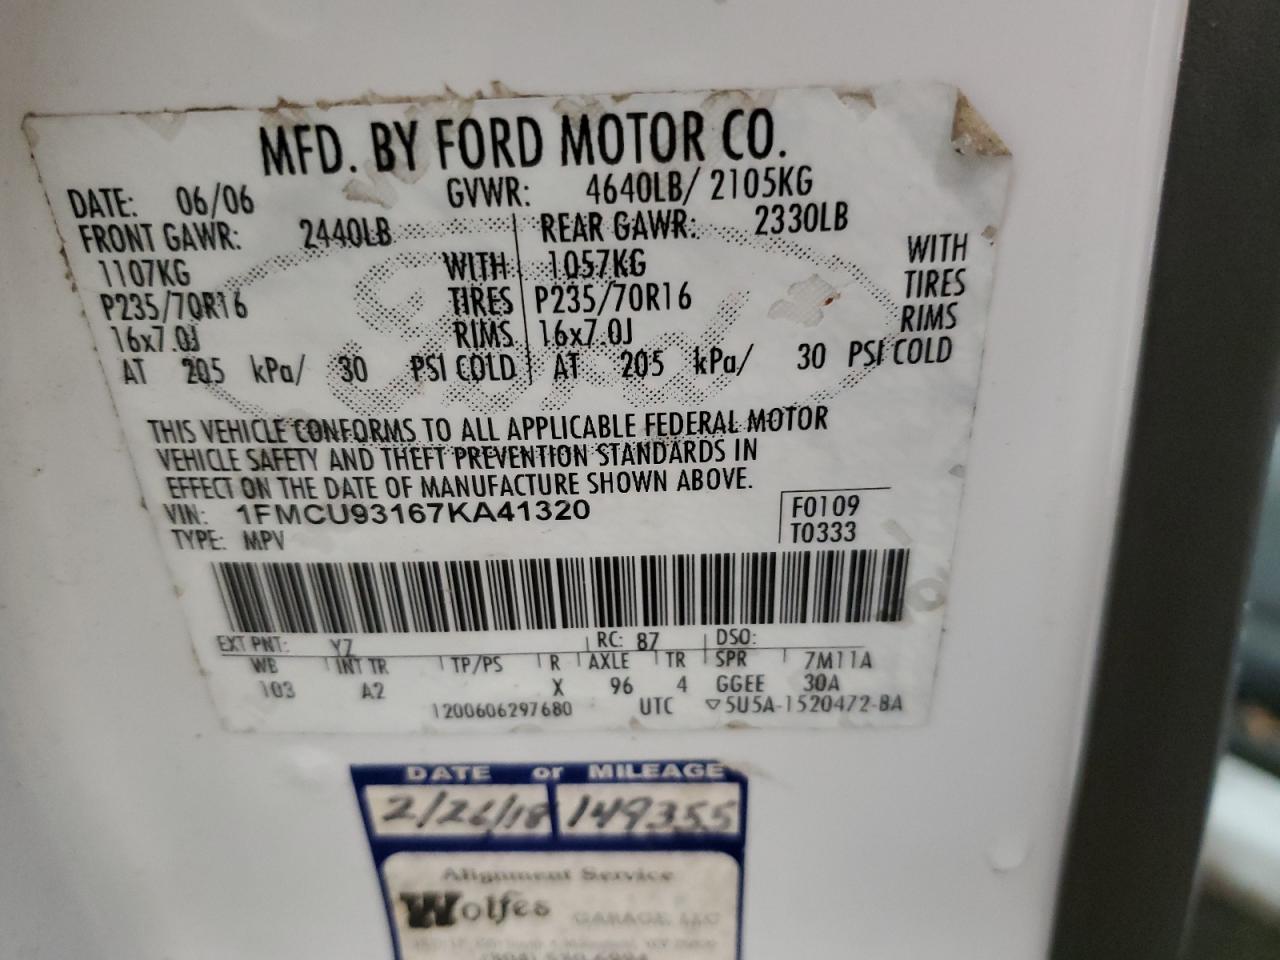 MFD. BY FORD MOTOR CO.
DATE: 06/06 GVWR: 4640LB/ 2105KG
FRONT GAWR: 2440LB REAR GAWR: 2330LB
1107KG WITH 1057KG WITH
P235/70R16 TIRES P235/70R16 TIRES
16x7.0J RIMS 16x7.0J RIMS
AT 205 kPa/ 30 PSI COLD AT 205 kPa/ 30 PSI COLD
THIS VEHICLE CONFORMS TO ALL APPLICABLE FEDERAL MOTOR
VEHICLE SAFETY AND THEFT PREVENTION STANDARDS IN
EFFECT ON THE DATE OF MANUFACTURE SHOWN ABOVE.
VIN: 1FMCU93167KA41320 F0109
TYPE: MPV T0333
EXT PNT: YZ RC: 87 DSO:
WB INT TR TP/PS R AXLE TR SPR 7M11A
103 A2 X 96 4 GGEE 30A
1200606297680 UTC ▽5U5A-1520472-BA
DATE or MILEAGE
2/26/18 149355
Alignment Service
Wolfes GARAGE, LLC